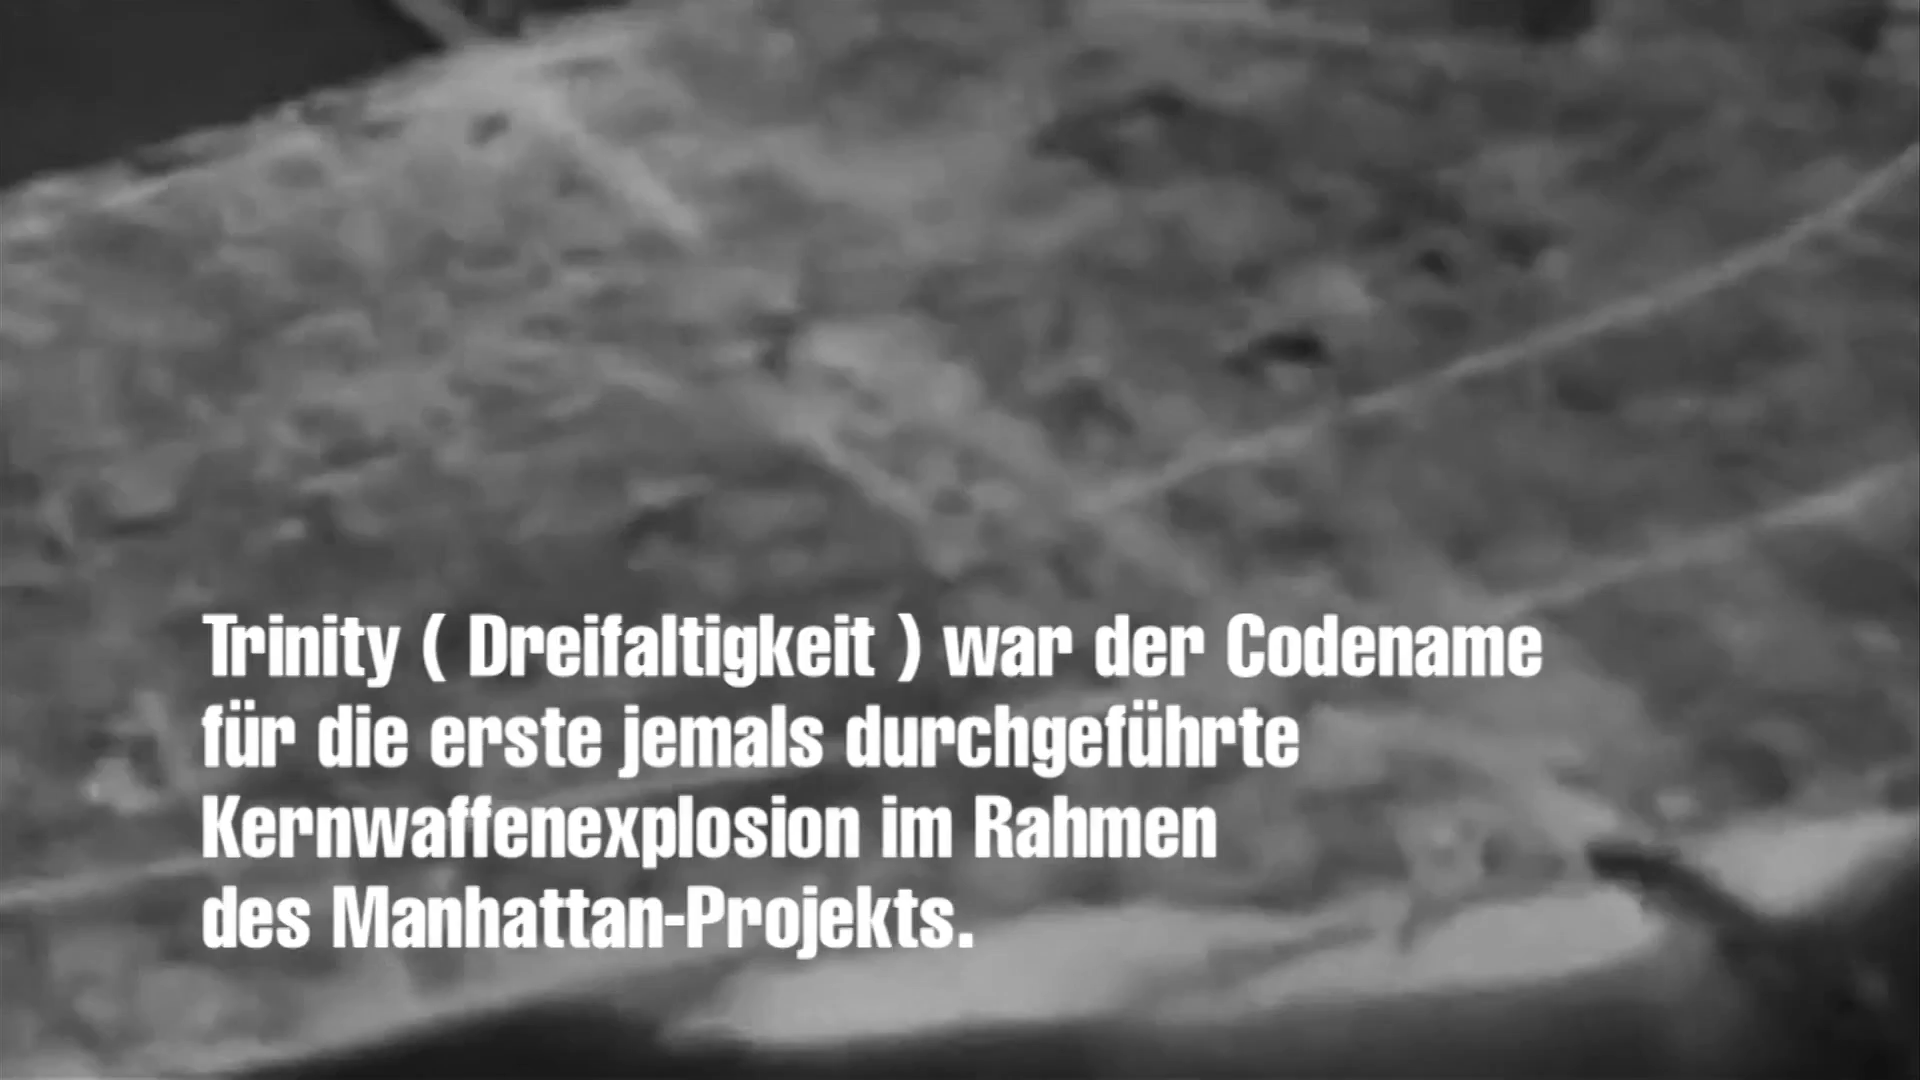 Trinity ( Dreifaltigkeit ) war der Codename
für die erste jemals durchgeführte
Kernwaffenexplosion im Rahmen
des Manhattan-Projekts.